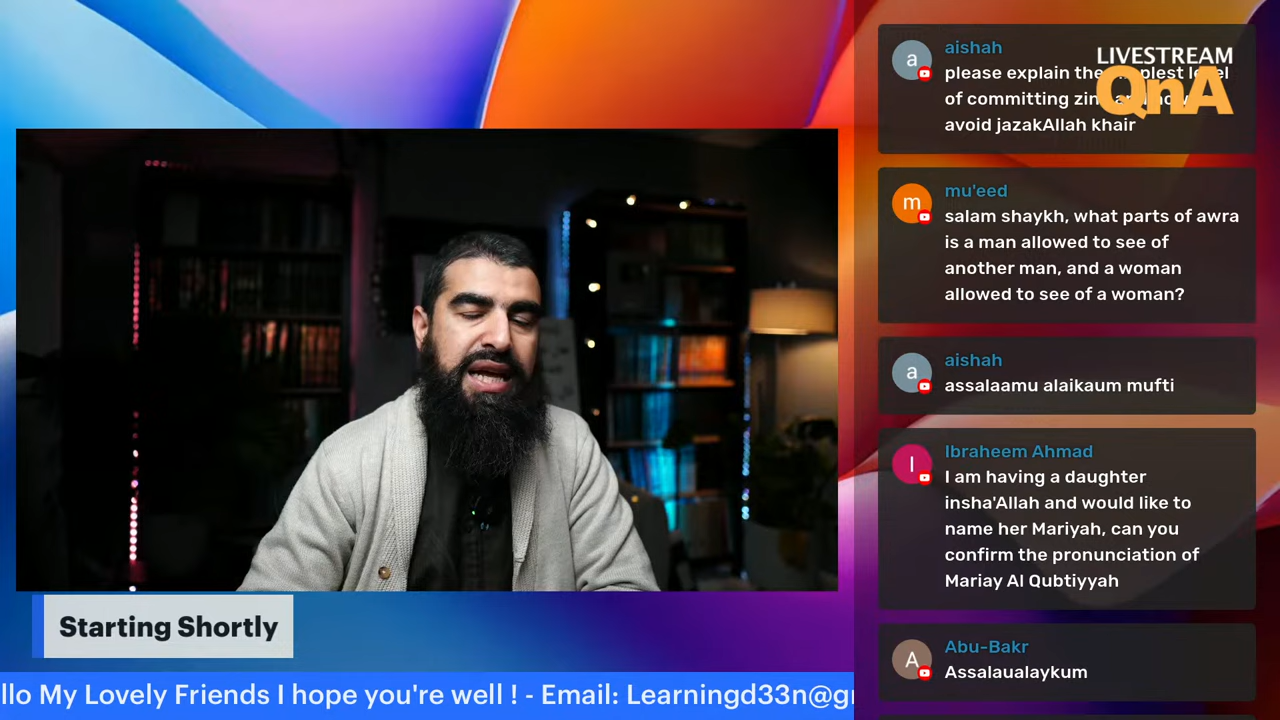 LIVESTREAM
QnA
aishah
please explain the
of committing
avoid jazakAllah khair
mu'eed
salam shaykh, what parts of awra
is a man allowed to see of
another man, and a woman
allowed to see of a woman?
aishah
assalaamu alaikaum mufti
Ibraheem Ahmad
I am having a daughter
insha'Allah and would like to
name her Mariyah, can you
confirm the pronunciation of
Mariay Al Qubtiyyah
Abu-Bakr
Assalaualaykum
a
m
a
I
A
Starting Shortly
llo My Lovely Friends I hope you're well ! - Email: Learningd33n@g